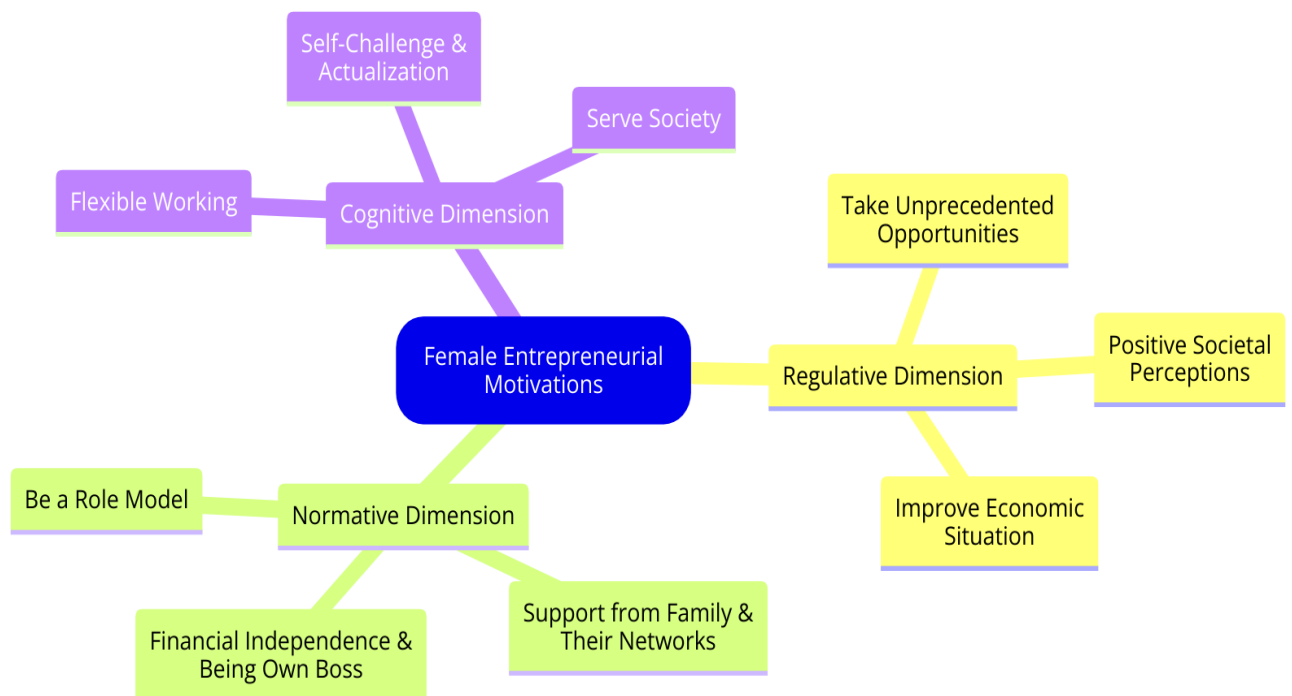 Self-Challenge &
Actualization
Serve Society
Flexible Working
Cognitive Dimension
Take Unprecedented
Opportunities
Female Entrepreneurial
Motivations
Regulative Dimension
Positive Societal
Perceptions
Improve Economic
Situation
Be a Role Model
Normative Dimension
Financial Independence &
Being Own Boss
Support from Family &
Their Networks